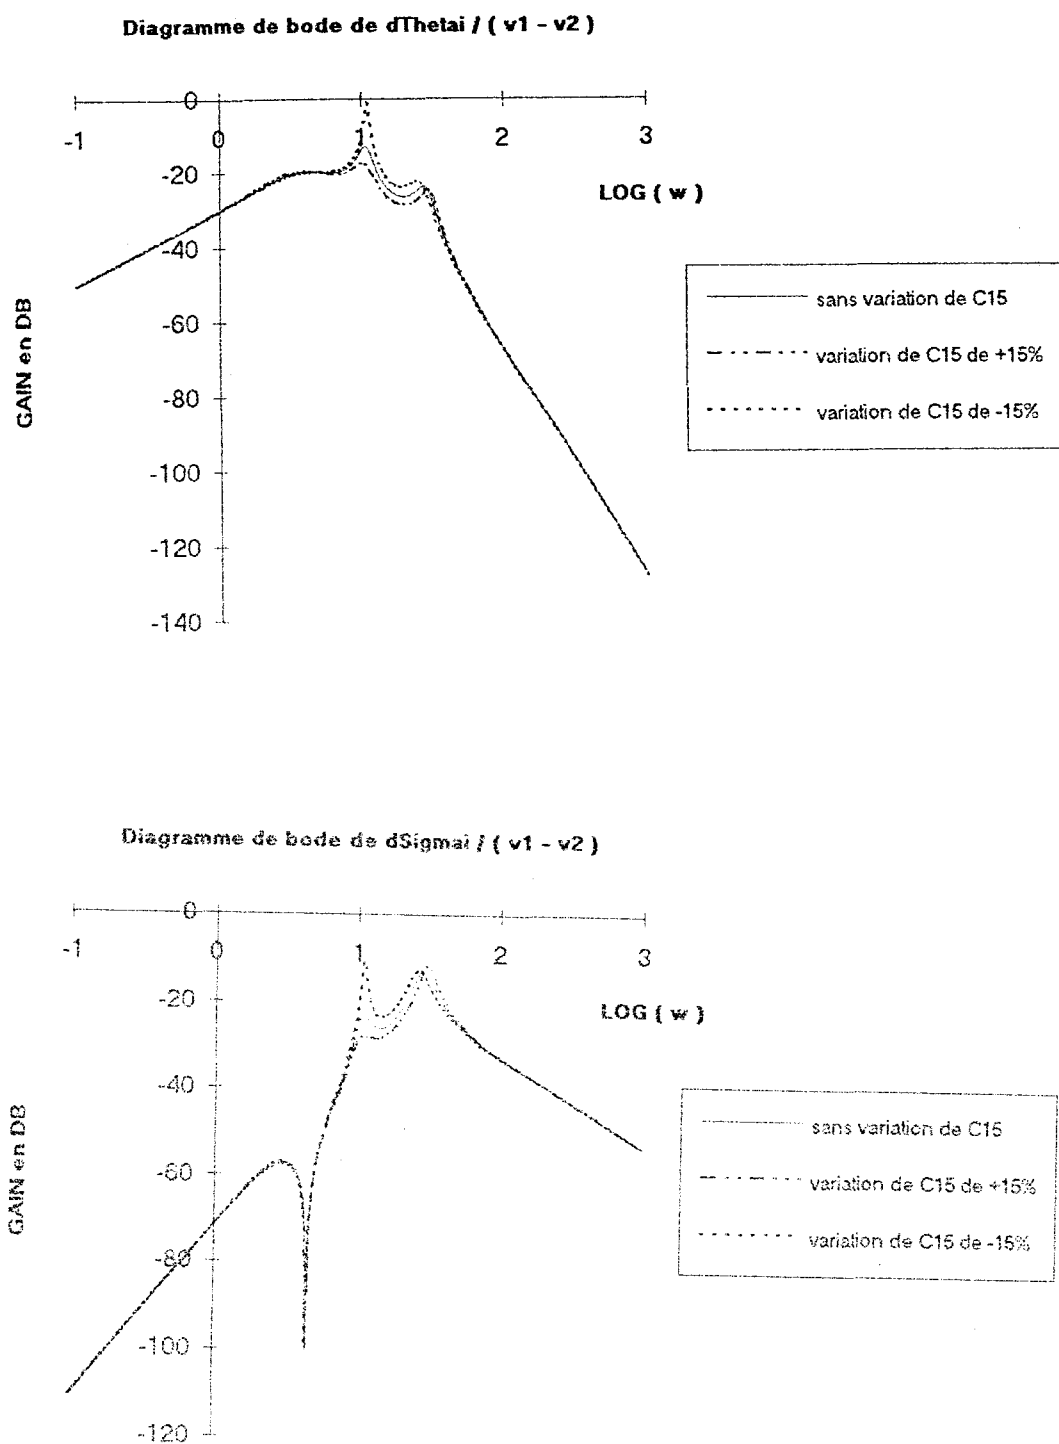 Diagramme de bode de dThetai / ( v1 - v2 )
0
-1 0 1 2 3
-20
LOG ( w )
-40
-60
-80
-100
-120
-140
GAIN en DB
sans variation de C15
variation de C15 de +15%
variation de C15 de -15%
Diagramme de bode de dSigmai / ( v1 - v2 )
0
-1 0 1 2 3
-20
LOG ( w )
-40
-60
-80
-100
-120
GAIN en DB
sans variation de C15
variation de C15 de +15%
variation de C15 de -15%